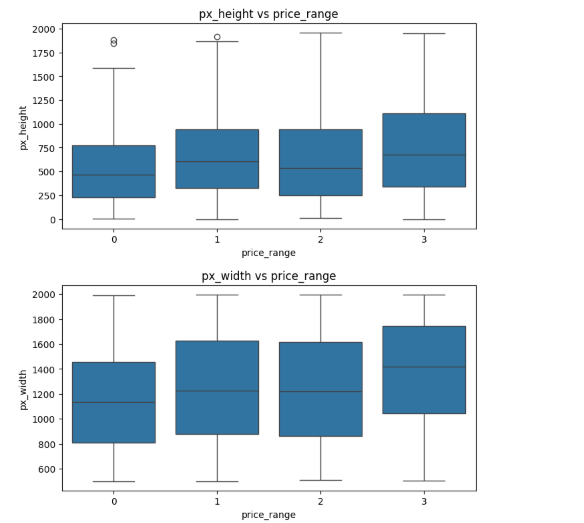 px_height vs price_range
2000
1750
1500
1250
1000
750
500
250
0
px_height
0 1 2 3
price_range
px_width vs price_range
2000
1800
1600
1400
1200
1000
800
600
px_width
0 1 2 3
price_range